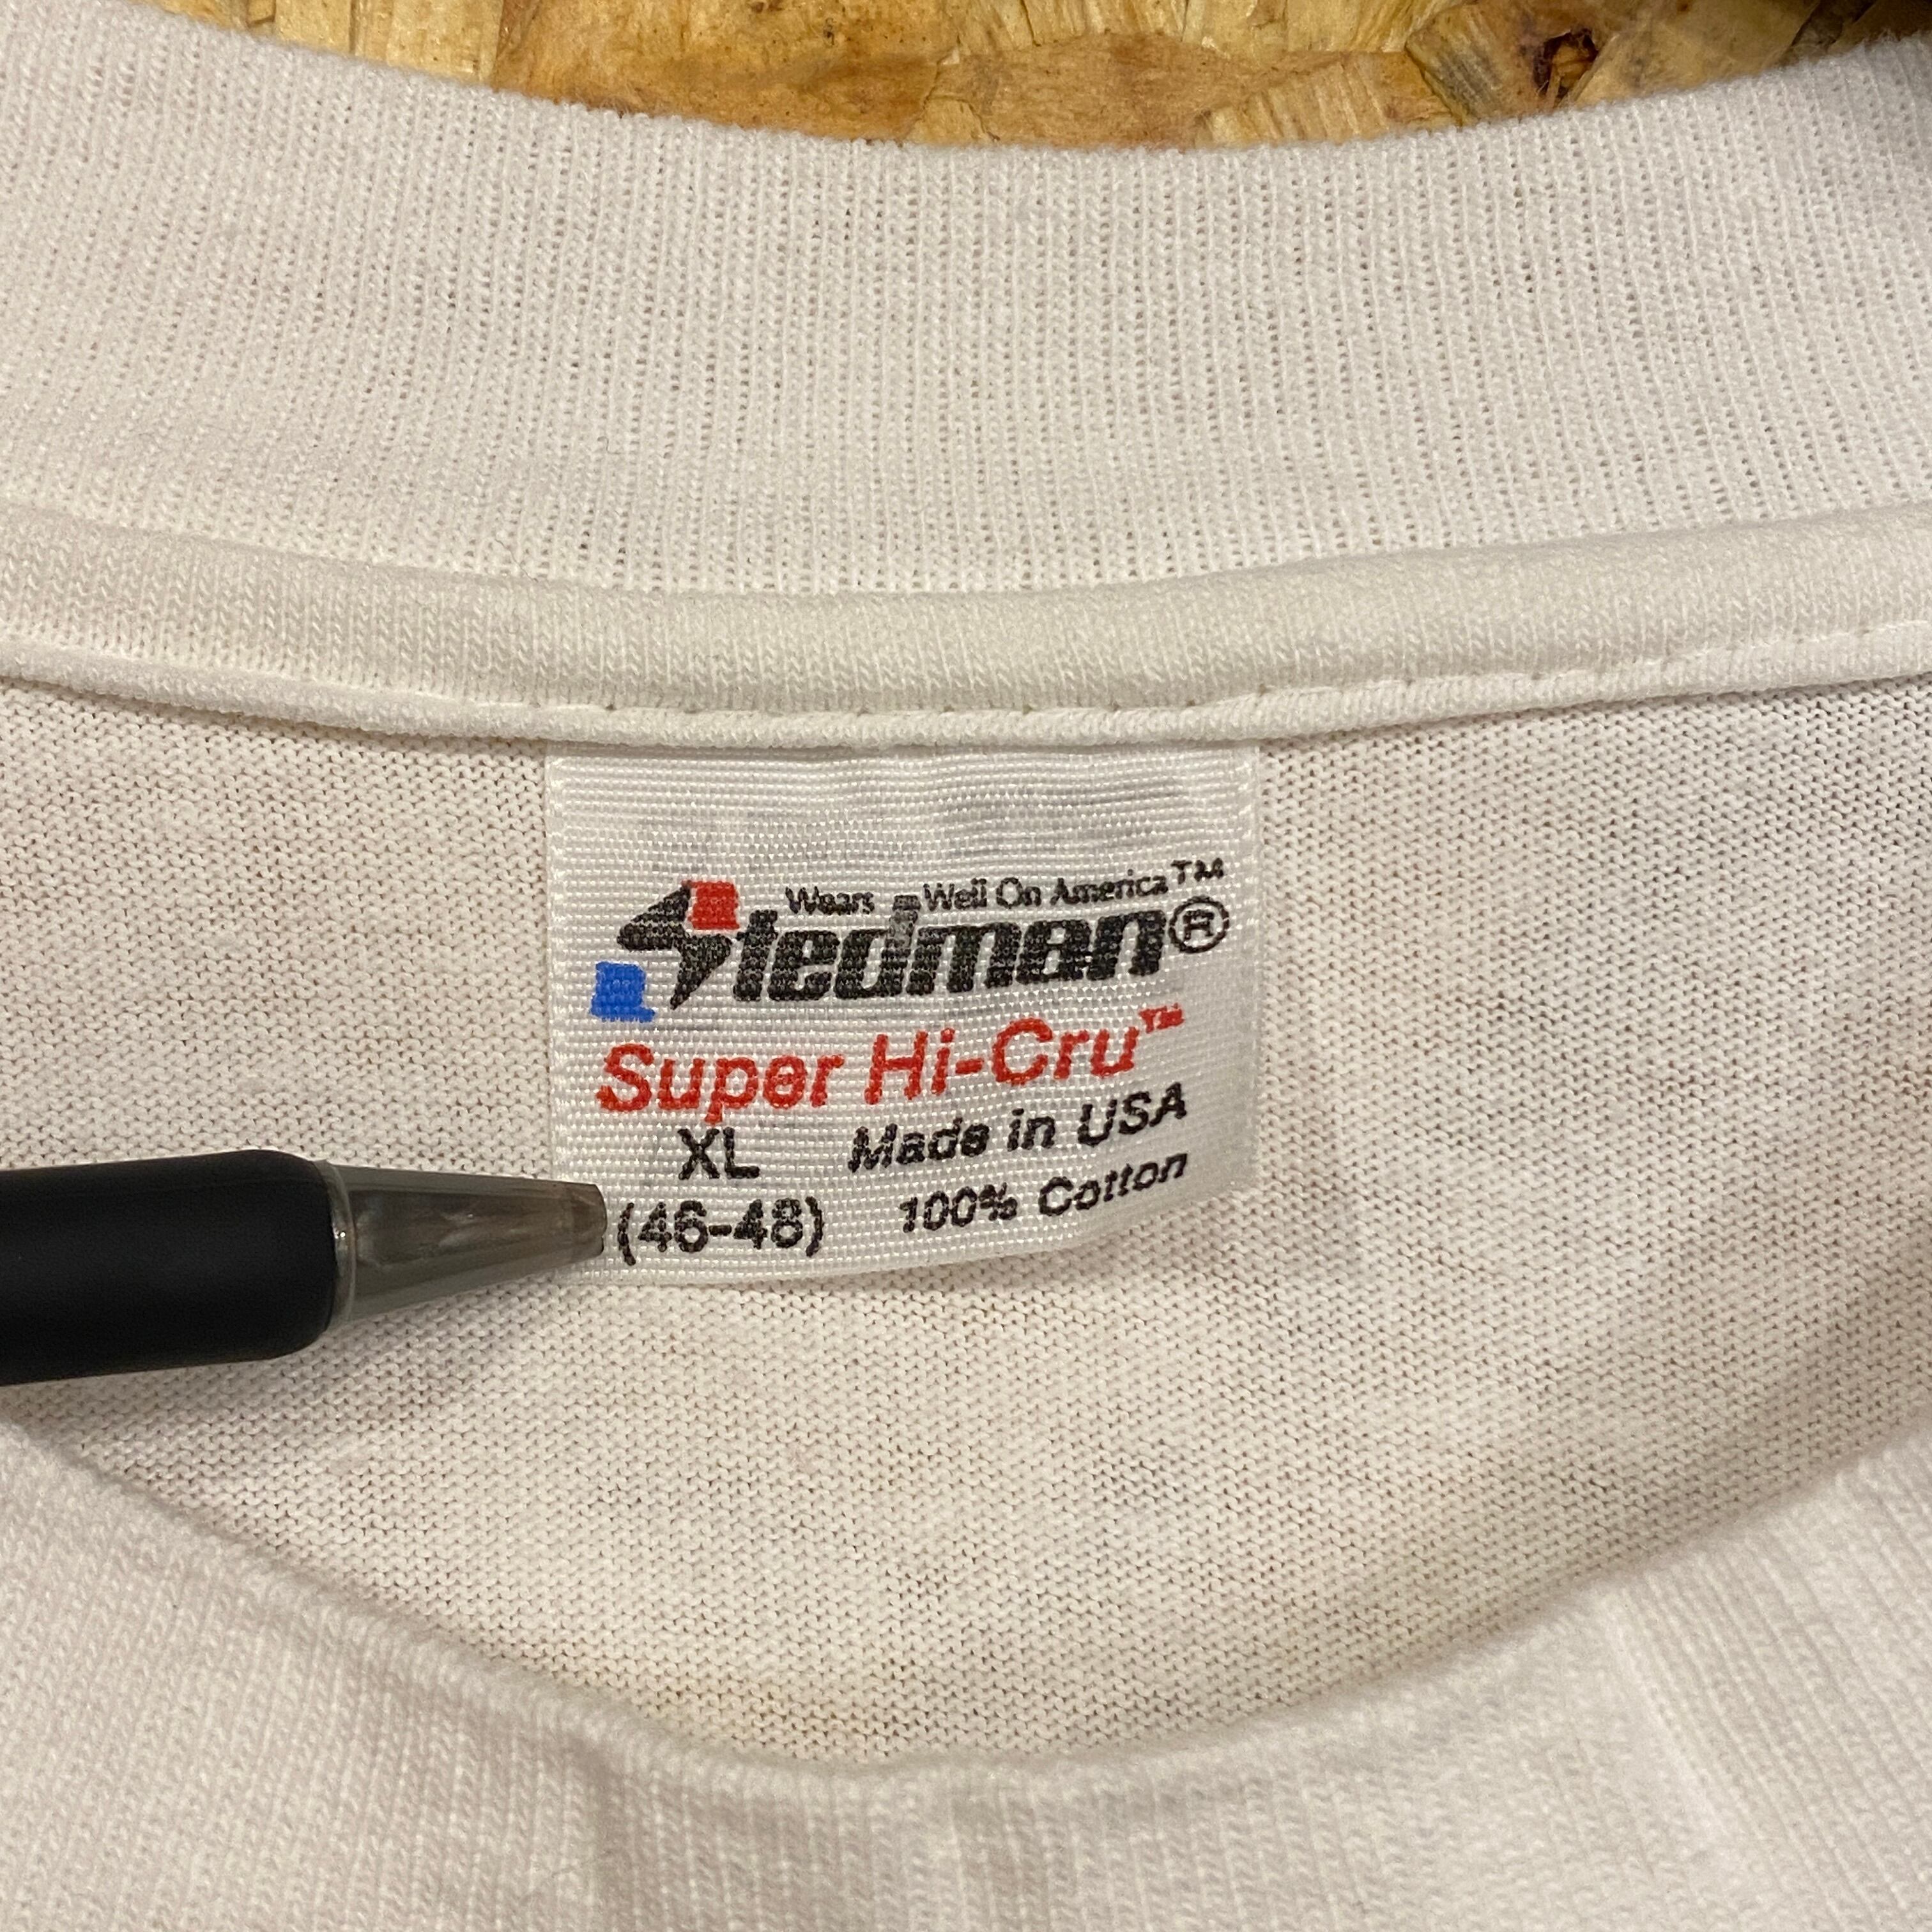 Wears Well On America™
Stedman®
Super Hi-Cru™
XL Made in USA
(46-48) 100% Cotton